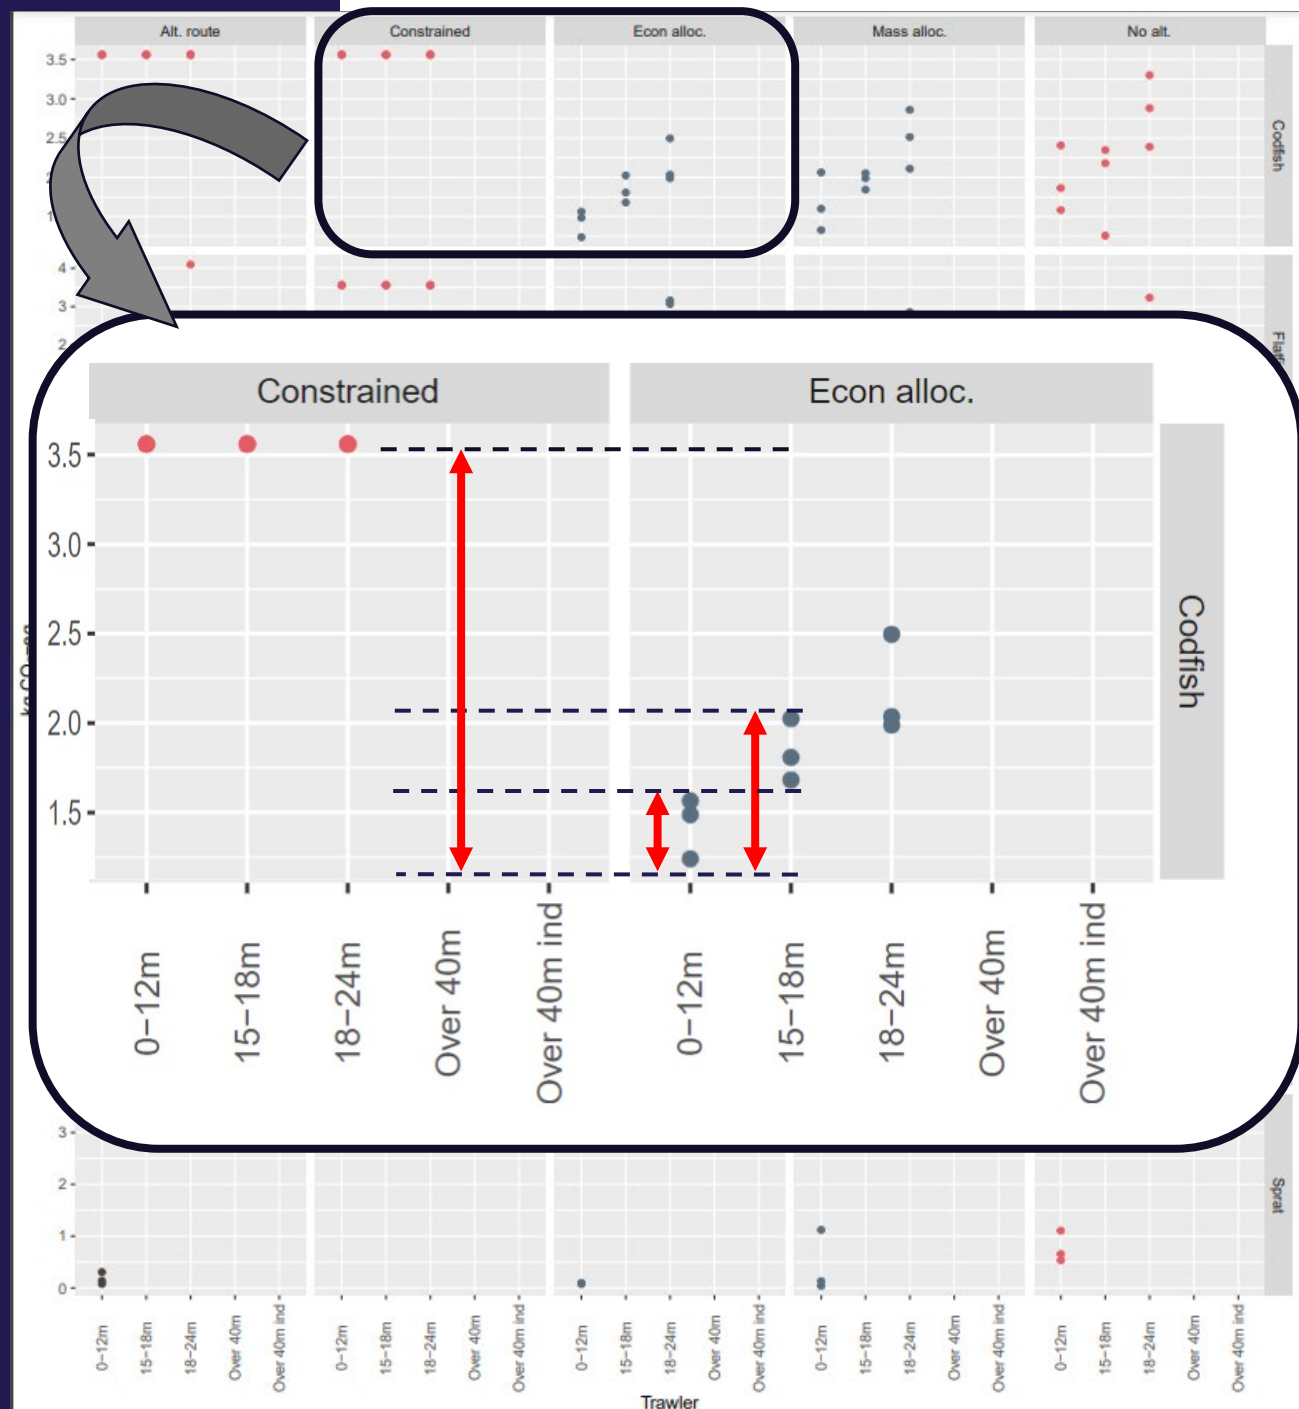 Alt. route Constrained Econ alloc. Mass alloc. No alt.
3.5
3.0
2.5
Codfish
4
3
2
Constrained Econ alloc.
3.5
3.0
2.5
2.0
1.5
Codfish
0−12m 15−18m 18−24m Over 40m Over 40m ind 0−12m 15−18m 18−24m Over 40m Over 40m ind
3
2
1
0
Sprat
0−12m 15−18m 18−24m Over 40m Over 40m ind 0−12m 15−18m 18−24m Over 40m Over 40m ind 0−12m 15−18m 18−24m Over 40m Over 40m ind 0−12m 15−18m 18−24m Over 40m Over 40m ind 0−12m 15−18m 18−24m Over 40m Over 40m ind
Trawler